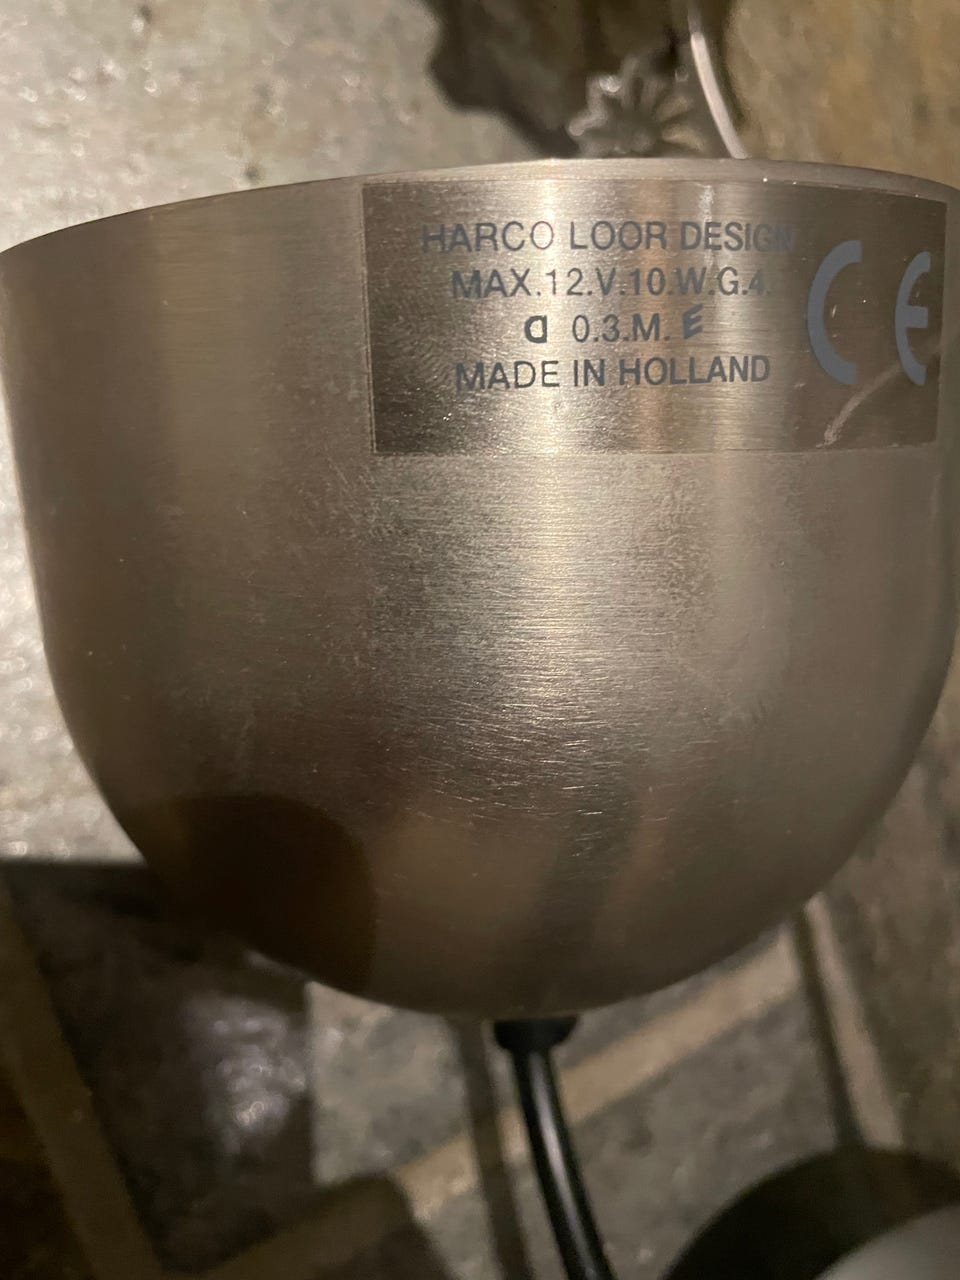 HARCO LOOR DESIGN
MAX.12.V.10.W.G.4.
0.3.M.
MADE IN HOLLAND
CE